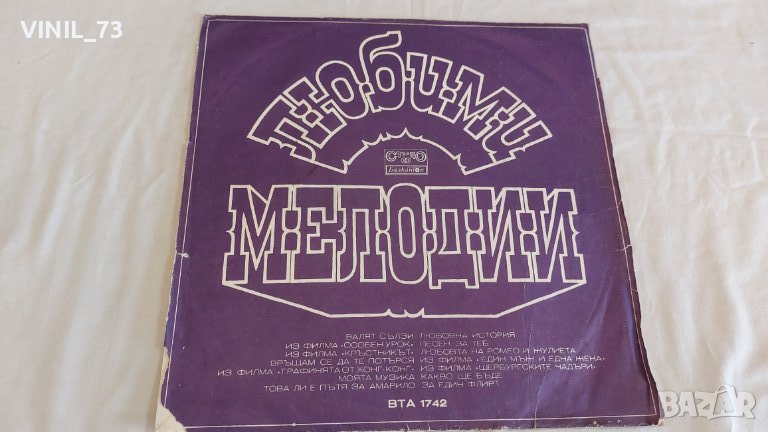 VINIL_73
ЛЮБИМИ
СТЕРЕО
Балкантон
МЕЛОДИИ
ВАЛЯТ СЪЛЗИ ЛЮБОВНА ИСТОРИЯ
ИЗ ФИЛМА «ОСОБЕН УРОК» ПЕСЕН ЗА ТЕБ
ИЗ ФИЛМА «КРЪСТНИКЪТ» ЛЮБОВТА НА РОМЕО И ЖУЛИЕТА
ВРЪЩАМ СЕ ДА ТЕ ПОТЪРСЯ ИЗ ФИЛМА «ЕДИН МЪЖ И ЕДНА ЖЕНА»
ИЗ ФИЛМА «ГРАФИНЯТА ОТ ХОНГ-КОНГ» ИЗ ФИЛМА «ШЕРБУРГСКИТЕ ЧАДЪРИ»
МОЯТА МУЗИКА КАКВО ЩЕ БЪДЕ
ТОВА ЛИ Е ПЪТЯ ЗА АМАРИЛО ЗА ЕДИН ФЛИРТ
ВТА 1742
BAZAR